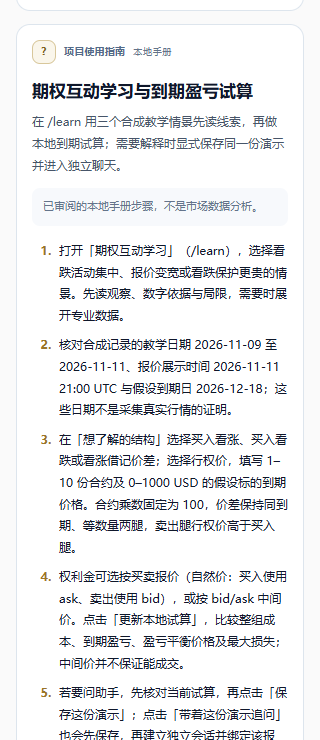 ? 项目使用指南 本地手册
期权互动学习与到期盈亏试算
在 /learn 用三个合成教学情景先读线索，再做
本地到期试算；需要解释时显式保存同一份演示
并进入独立聊天。
已审阅的本地手册步骤，不是市场数据分析。
1. 打开「期权互动学习」（/learn），选择看
跌活动集中、报价变宽或看跌保护更贵的情
景。先读观察、数字依据与局限，需要时展
开专业数据。
2. 核对合成记录的教学日期 2026-11-09 至
2026-11-11、报价展示时间 2026-11-11
21:00 UTC 与假设到期日 2026-12-18；这
些日期不是采集真实行情的证明。
3. 在「想了解的结构」选择买入看涨、买入看
跌或看涨借记价差；选择行权价，填写 1–
10 份合约及 0–1000 USD 的假设标的到期
价格。合约乘数固定为 100，价差保持同到
期、等数量两腿，卖出腿行权价高于买入
腿。
4. 权利金可选按买卖报价（自然价：买入使用
ask、卖出使用 bid），或按 bid/ask 中间
价。点击「更新本地试算」，比较整组成
本、到期盈亏、盈亏平衡价格及最大损失；
中间价并不保证能成交。
5. 若要问助手，先核对当前试算，再点击「保
存这份演示」；点击「带着这份演示追问」
也会先保存，再建立独立会话并绑定该报